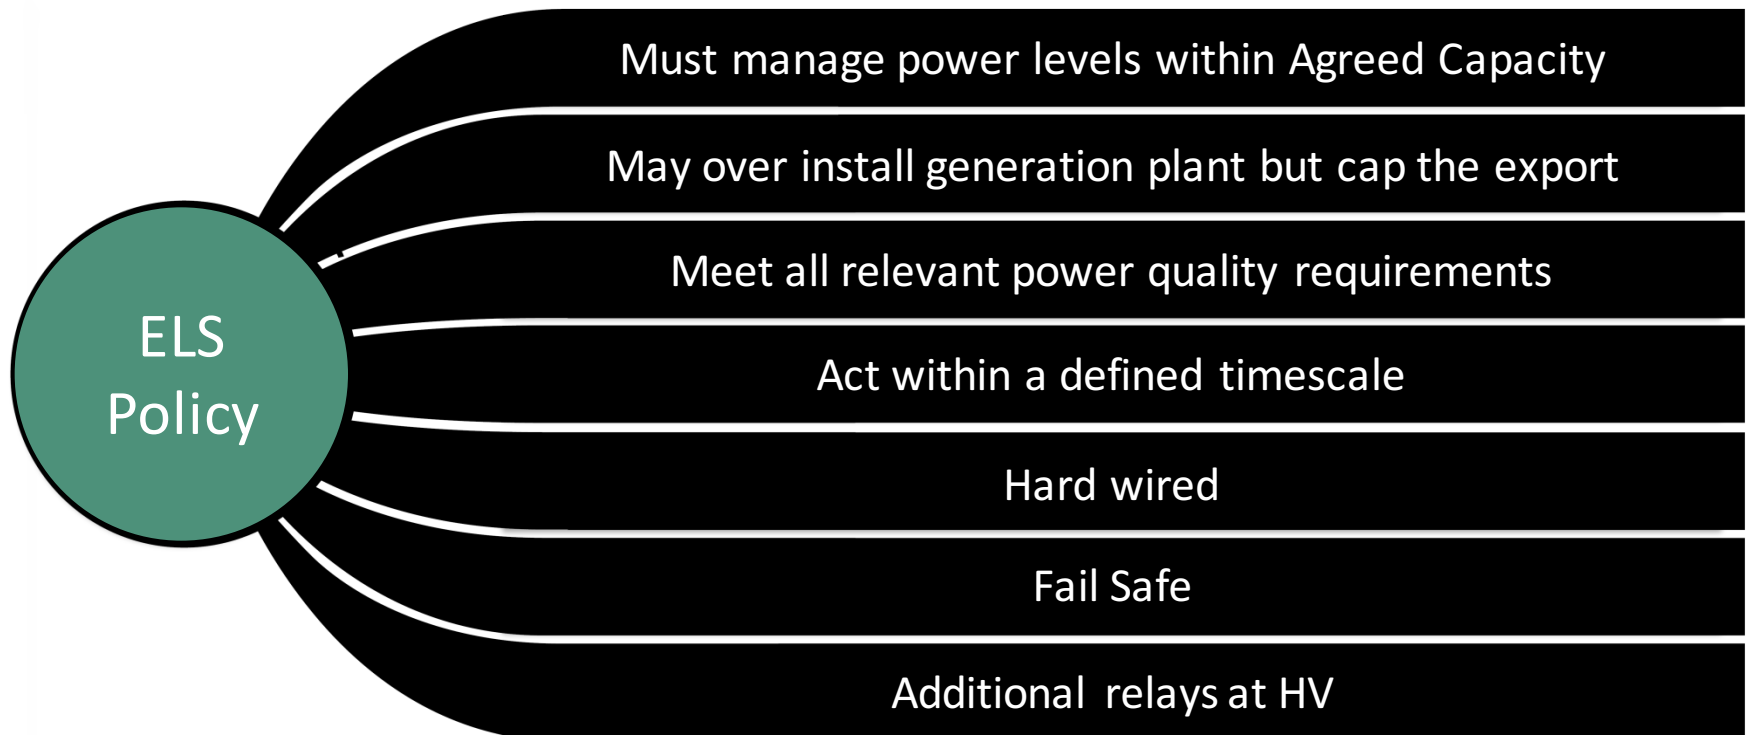 ELS
Policy
Must manage power levels within Agreed Capacity
May over install generation plant but cap the export
Meet all relevant power quality requirements
Act within a defined timescale
Hard wired
Fail Safe
Additional relays at HV